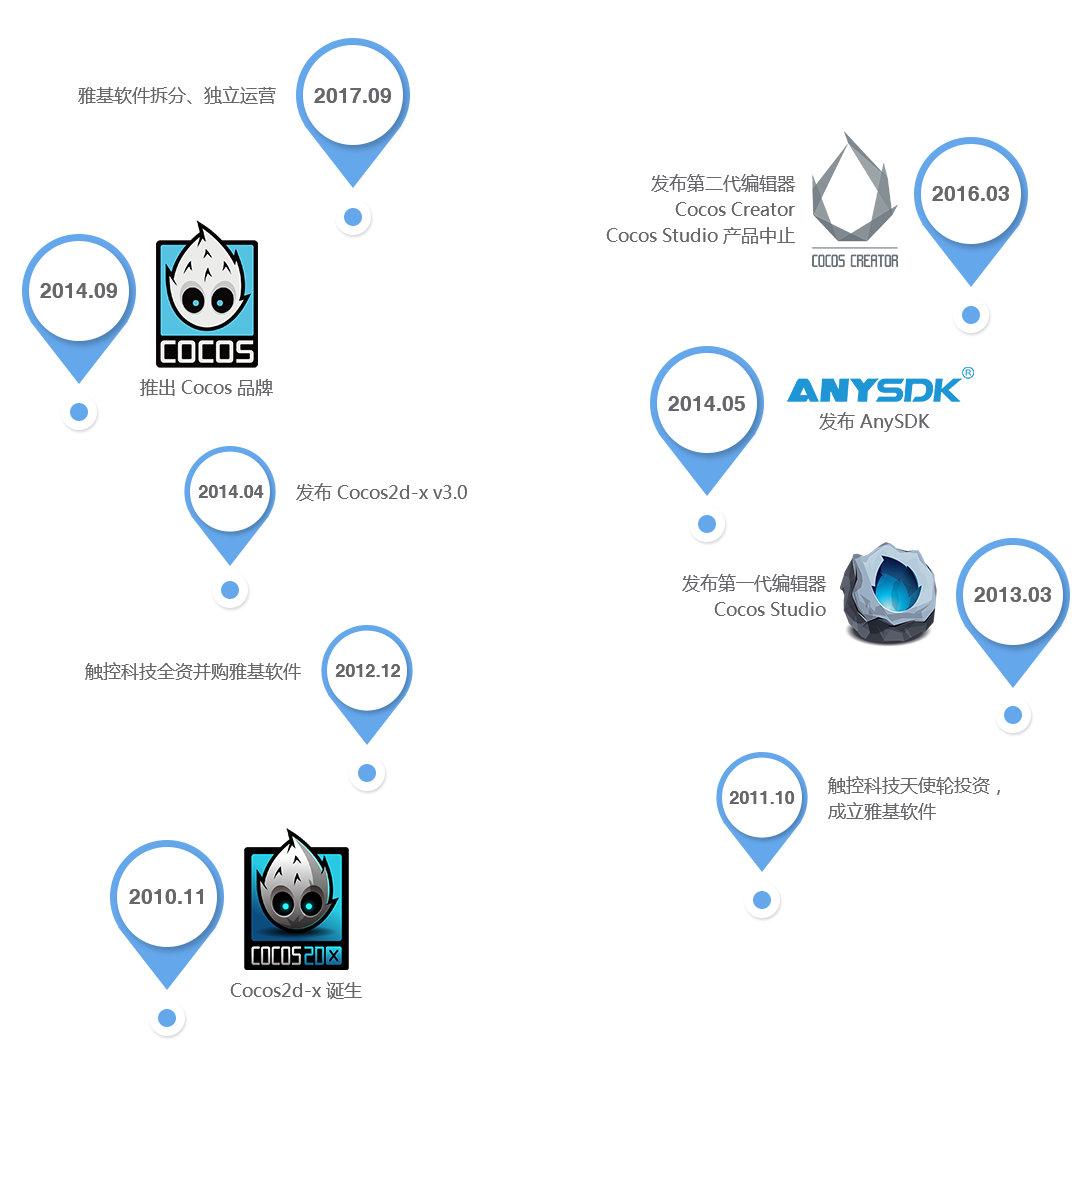 2017.09
雅基软件拆分、独立运营
2016.03
发布第二代编辑器
Cocos Creator
Cocos Studio 产品中止
COCOS CREATOR
2014.09
COCOS
推出 Cocos 品牌
2014.05
ANYSDK®
发布 AnySDK
2014.04
发布 Cocos2d-x v3.0
2013.03
发布第一代编辑器
Cocos Studio
2012.12
触控科技全资并购雅基软件
2011.10
触控科技天使轮投资，
成立雅基软件
2010.11
COCOS2DX
Cocos2d-x 诞生